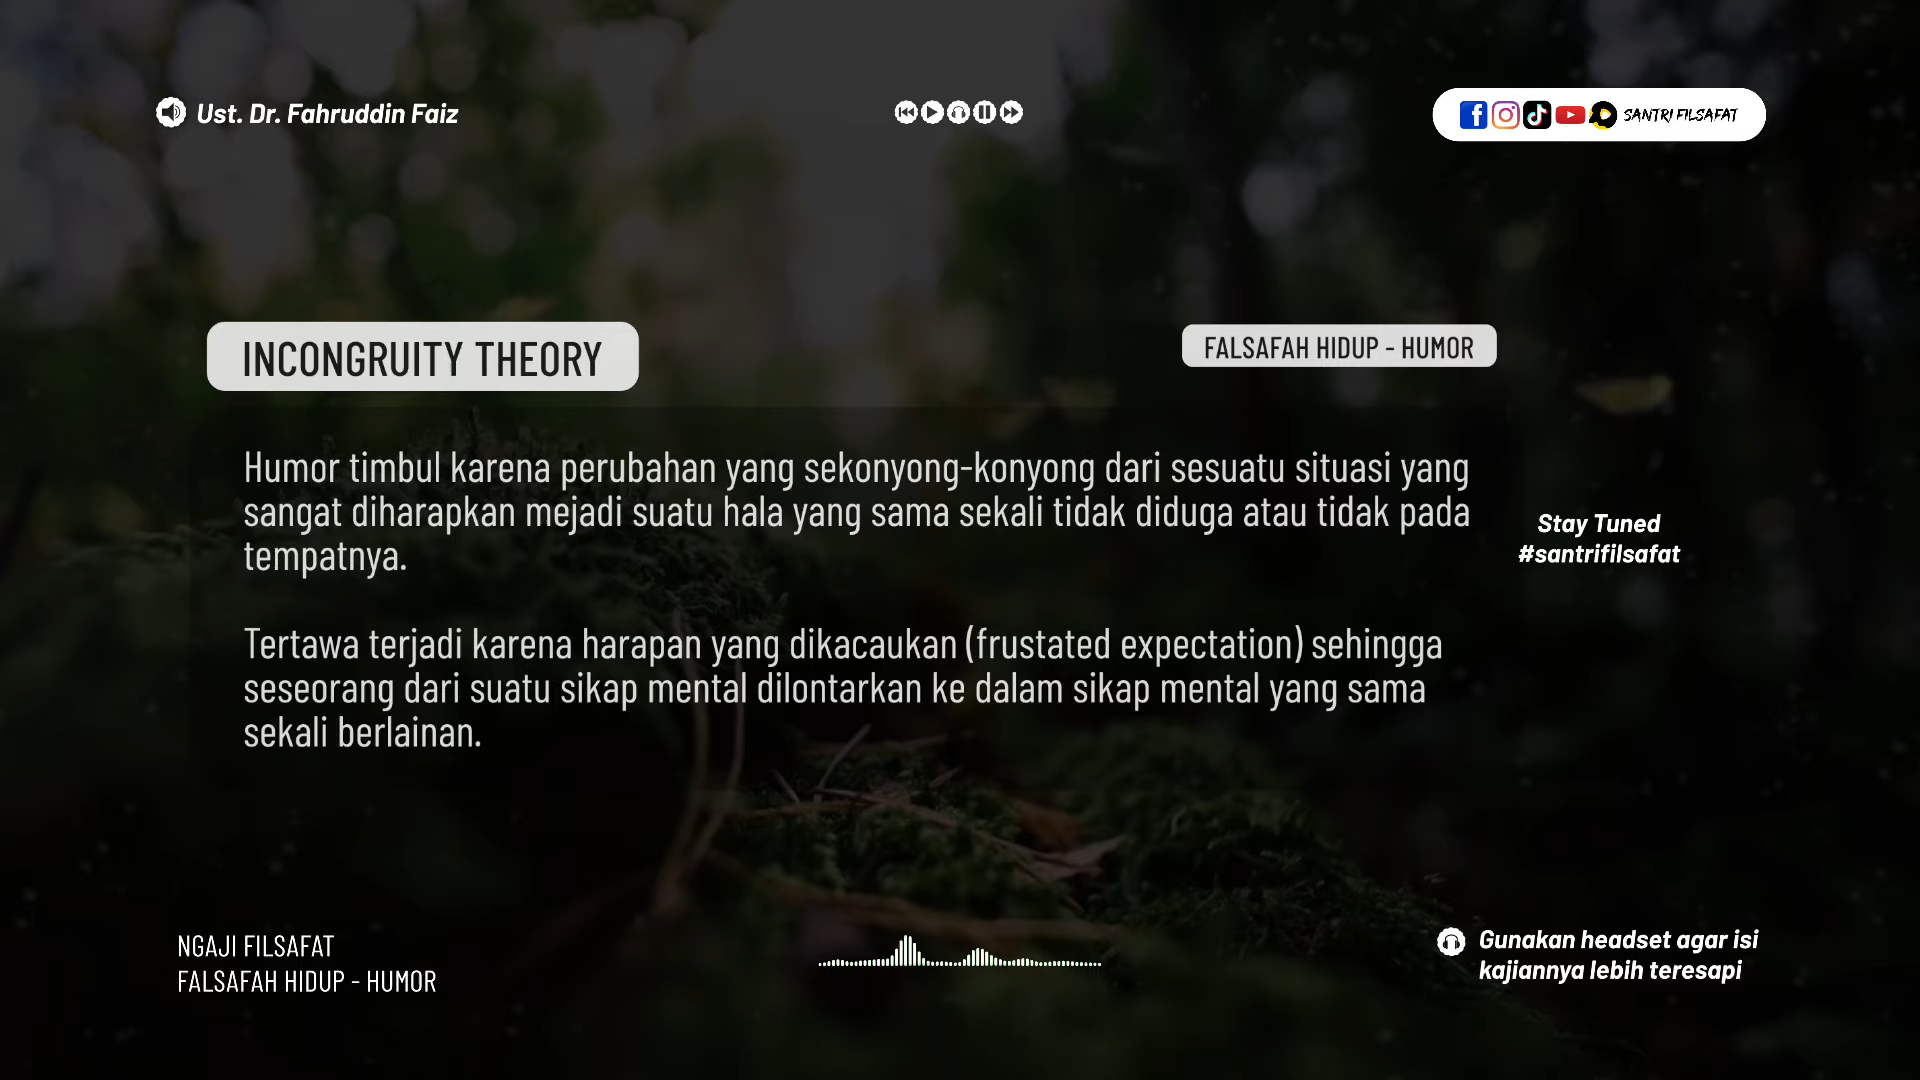 Ust. Dr. Fahruddin Faiz
SANTRI FILSAFAT
INCONGRUITY THEORY
FALSAFAH HIDUP - HUMOR
Humor timbul karena perubahan yang sekonyong-konyong dari sesuatu situasi yang
sangat diharapkan mejadi suatu hala yang sama sekali tidak diduga atau tidak pada
tempatnya.
Tertawa terjadi karena harapan yang dikacaukan (frustated expectation) sehingga
seseorang dari suatu sikap mental dilontarkan ke dalam sikap mental yang sama
sekali berlainan.
Stay Tuned
#santrifilsafat
NGAJI FILSAFAT
FALSAFAH HIDUP - HUMOR
Gunakan headset agar isi
kajiannya lebih teresapi